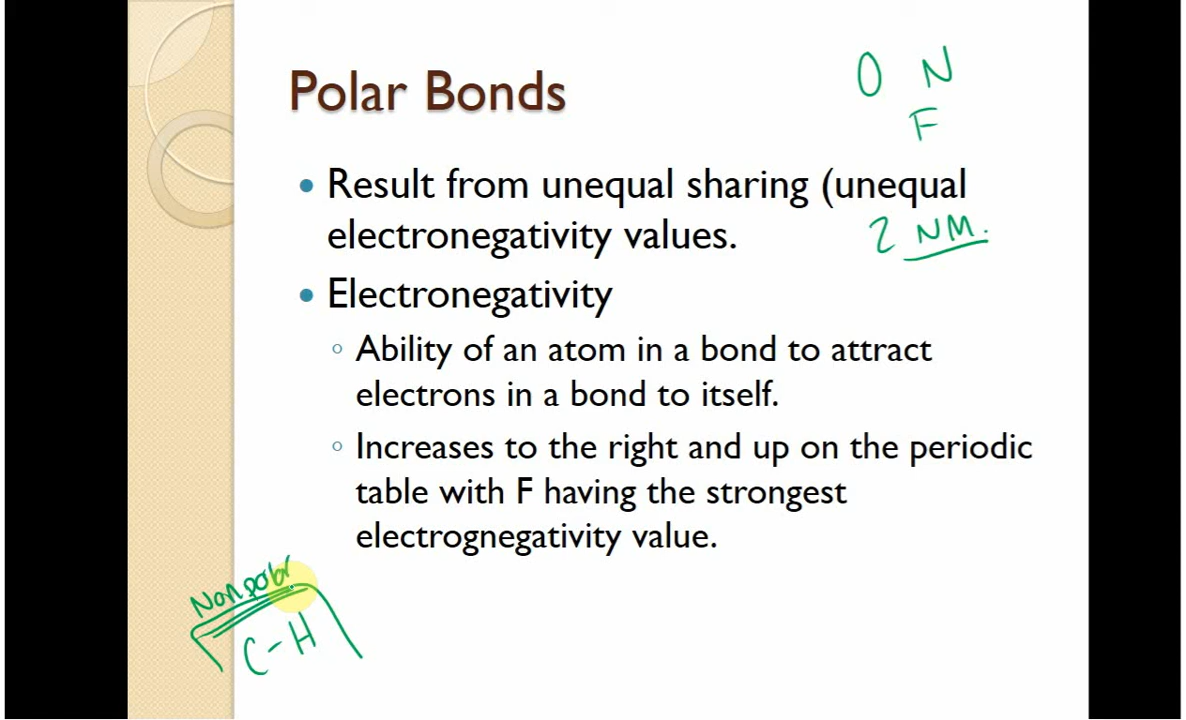 O N
Polar Bonds
F
• Result from unequal sharing (unequal
electronegativity values.
2 NM.
• Electronegativity
◦ Ability of an atom in a bond to attract
electrons in a bond to itself.
◦ Increases to the right and up on the periodic
table with F having the strongest
electrognegativity value.
Nonpolar
C-H